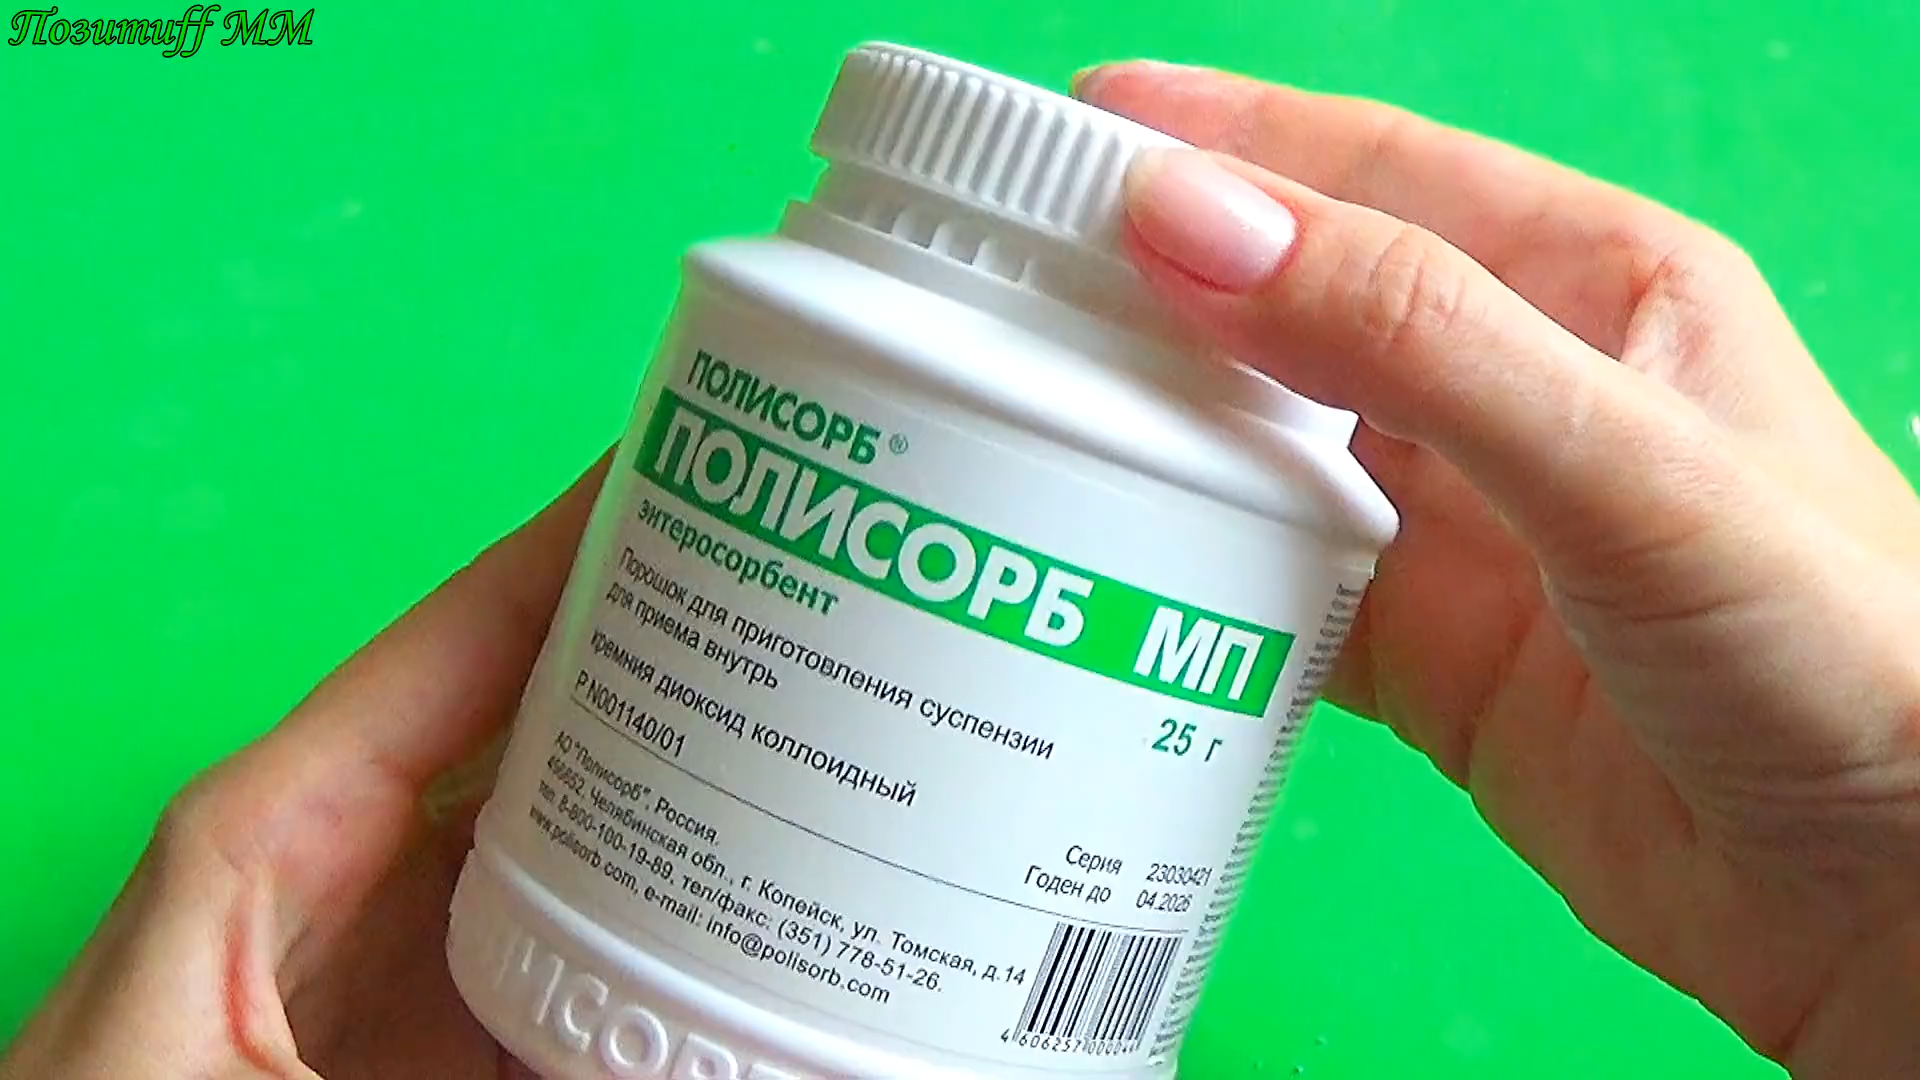 Позитиff ММ
ПОЛИСОРБ®
ПОЛИСОРБ МП
энтеросорбент
25 г
Порошок для приготовления суспензии
для приема внутрь
кремния диоксид коллоидный
Р N001140/01
Серия 23030421
Годен до 04.2026
АО "Полисорб", Россия.
456652, Челябинская обл., г. Копейск, ул. Томская, д.14
тел. 8-800-100-19-89, тел/факс: (351) 778-51-26.
www.polisorb.com, e-mail: info@polisorb.com